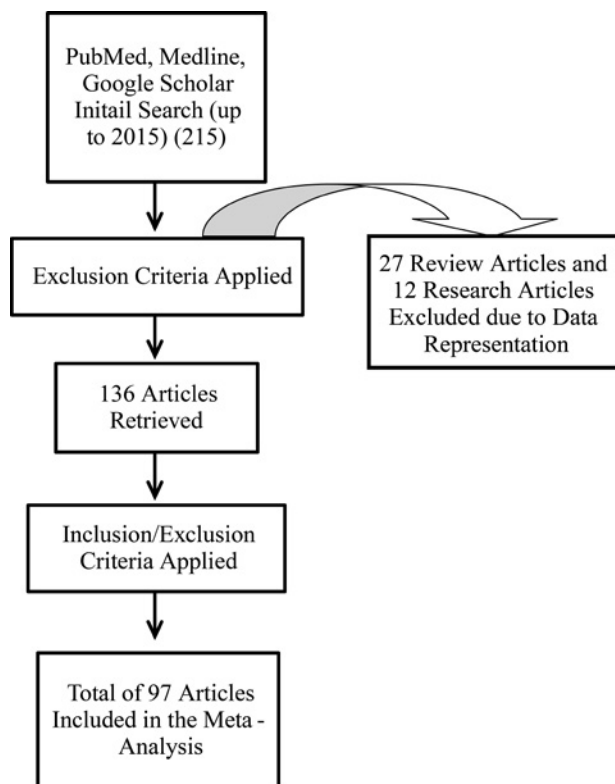 PubMed, Medline,
Google Scholar
Initail Search (up
to 2015) (215)
Exclusion Criteria Applied
27 Review Articles and
12 Research Articles
Excluded due to Data
Representation
136 Articles
Retrieved
Inclusion/Exclusion
Criteria Applied
Total of 97 Articles
Included in the Meta -
Analysis